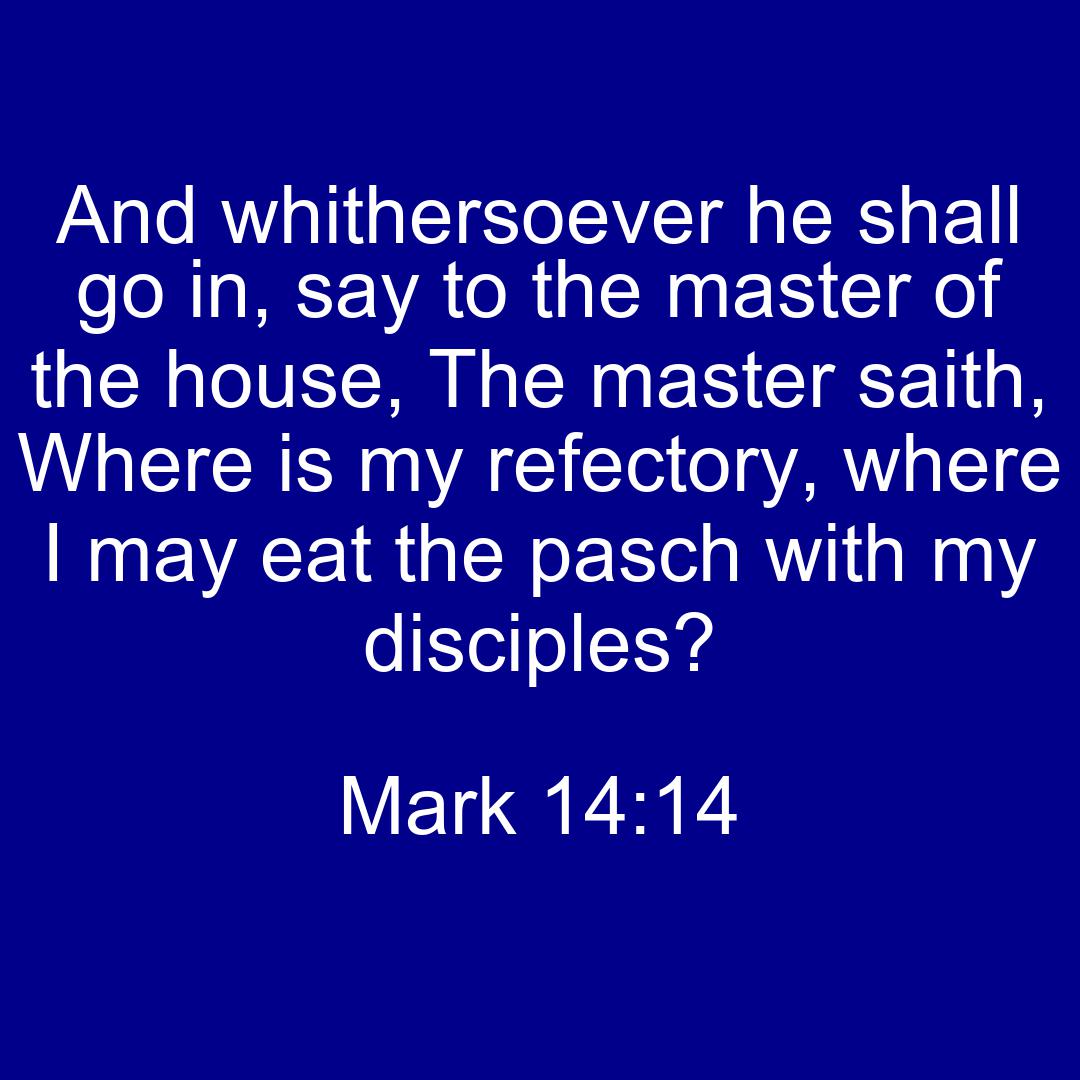 And whithersoever he shall
go in, say to the master of
the house, The master saith,
Where is my refectory, where
I may eat the pasch with my
disciples?
Mark 14:14